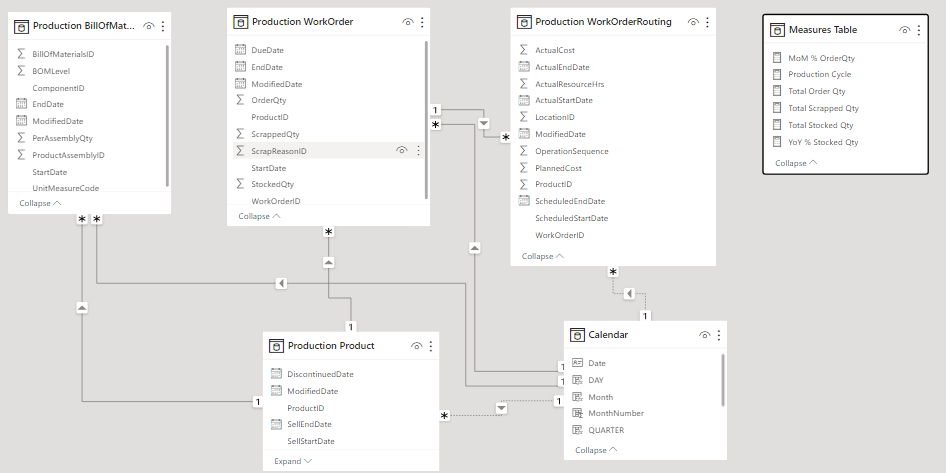 Production BillOfMat...
BillOfMaterialsID
BOMLevel
ComponentID
EndDate
ModifiedDate
PerAssemblyQty
ProductAssemblyID
StartDate
UnitMeasureCode
Collapse
Production WorkOrder
DueDate
EndDate
ModifiedDate
OrderQty
ProductID
ScrappedQty
ScrapReasonID
StartDate
StockedQty
WorkOrderID
Collapse
Production WorkOrderRouting
ActualCost
ActualEndDate
ActualResourceHrs
ActualStartDate
LocationID
ModifiedDate
OperationSequence
PlannedCost
ProductID
ScheduledEndDate
ScheduledStartDate
WorkOrderID
Collapse
Measures Table
MoM % OrderQty
Production Cycle
Total Order Qty
Total Scrapped Qty
Total Stocked Qty
YoY % Stocked Qty
Collapse
1
*
*
* *
*
*
1
1
Production Product
DiscontinuedDate
ModifiedDate
ProductID
SellEndDate
SellStartDate
Expand
1
*
Calendar
Date
DAY
Month
MonthNumber
QUARTER
Collapse
1
1
1